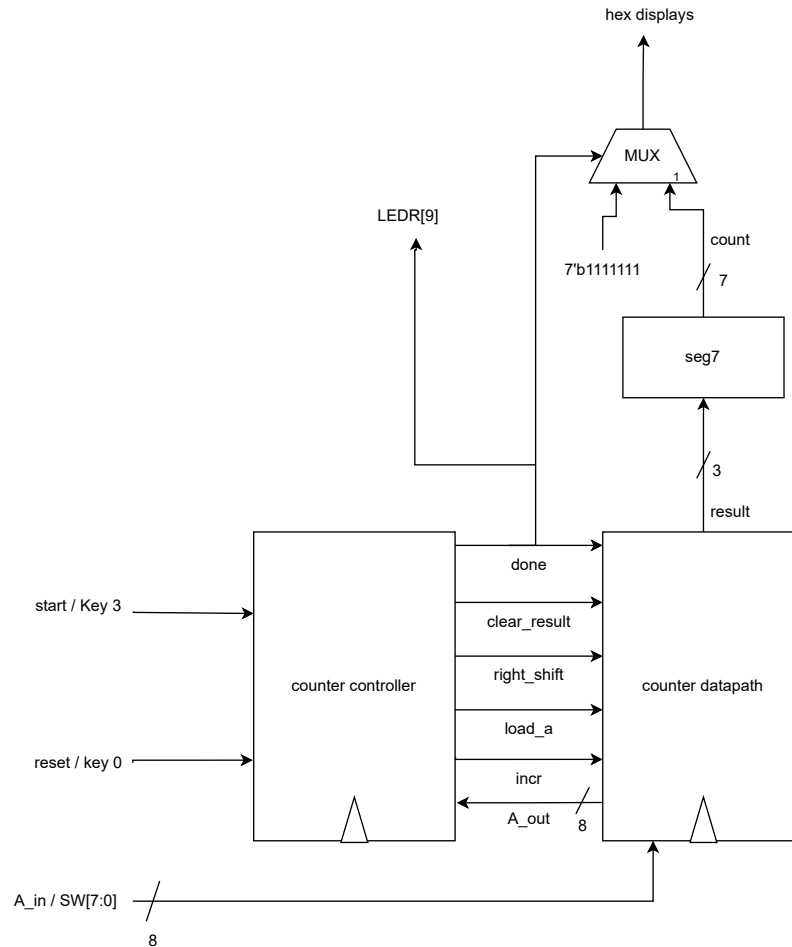 hex displays
MUX
1
LEDR[9]
count
7'b1111111
7
seg7
3
result
done
start / Key 3
clear_result
right_shift
counter controller
counter datapath
load_a
reset / key 0
incr
A_out
8
A_in / SW[7:0]
8